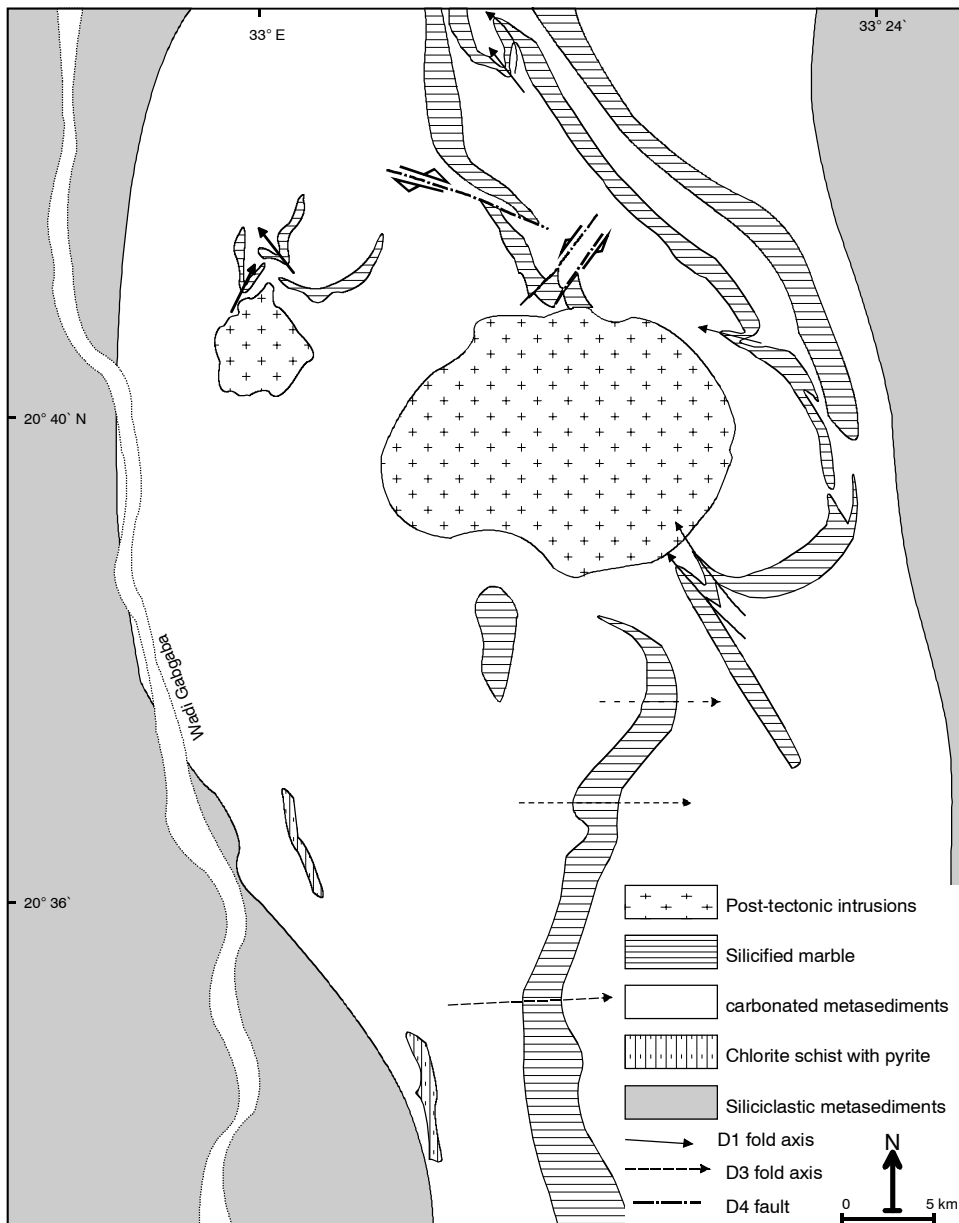 33° E
33° 24`
20° 40` N
Wadi Gabgaba
20° 36`
Post-tectonic intrusions
Silicified marble
carbonated metasediments
Chlorite schist with pyrite
Siliciclastic metasediments
D1 fold axis
D3 fold axis
D4 fault
N
0 5 km